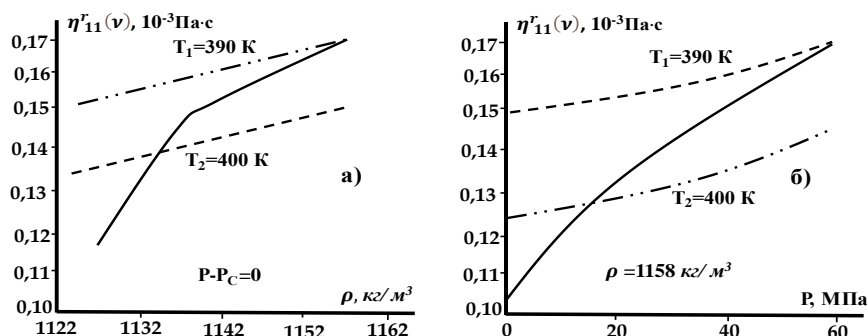 ηʳ₁₁(ν), 10⁻³Па·с
0,17
0,16
0,15
0,14
0,13
0,12
0,11
0,10
T₁=390 K
T₂=400 K
а)
P-P_C=0
ρ, кг/м³
1122 1132 1142 1152 1162
ηʳ₁₁(ν), 10⁻³Па·с
0,17
0,16
0,15
0,14
0,13
0,12
0,11
0,10
T₁=390 K
T₂=400 K
б)
ρ =1158 кг/м³
P, МПа
0 20 40 60